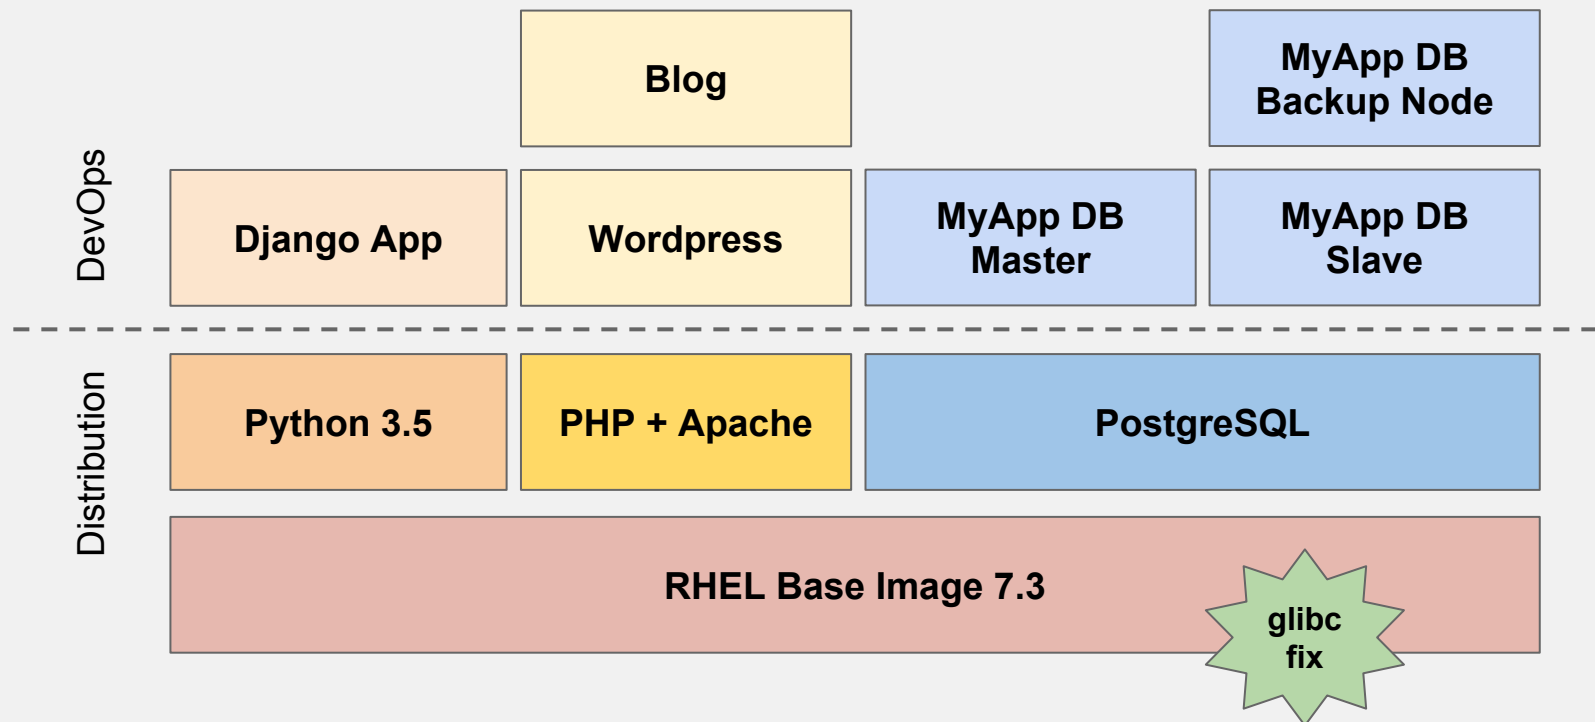 Blog
MyApp DB
Backup Node
DevOps
Django App
Wordpress
MyApp DB
Master
MyApp DB
Slave
Distribution
Python 3.5
PHP + Apache
PostgreSQL
RHEL Base Image 7.3
glibc
fix